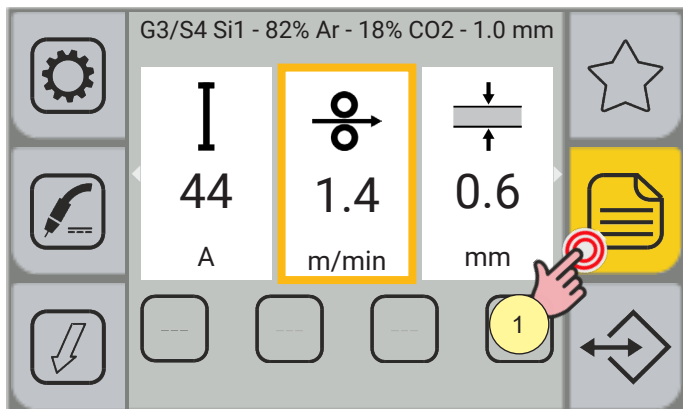 G3/S4 Si1 - 82% Ar - 18% CO2 - 1.0 mm
44 1.4 0.6
A m/min mm
--- --- ---
1